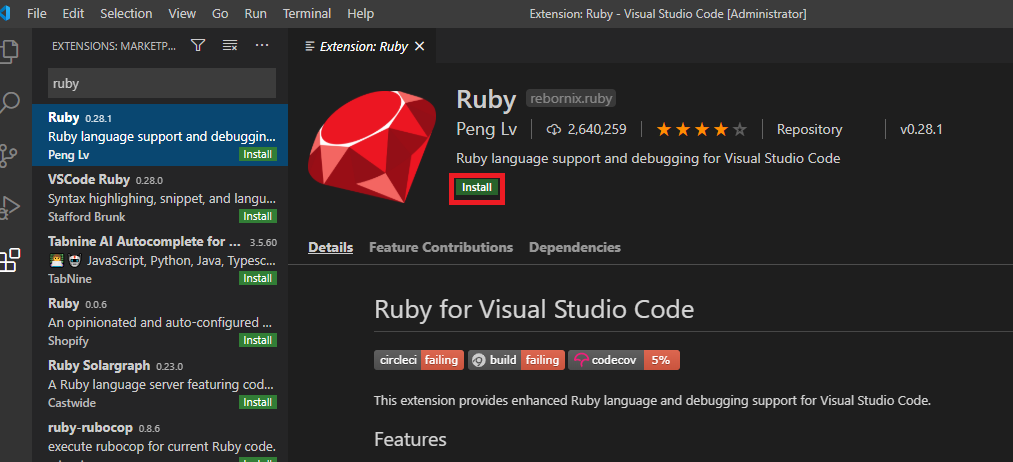 File Edit Selection View Go Run Terminal Help Extension: Ruby - Visual Studio Code [Administrator]
EXTENSIONS: MARKETP...
Extension: Ruby
ruby
Ruby 0.28.1
Ruby language support and debuggin...
Peng Lv Install
VSCode Ruby 0.28.0
Syntax highlighing, snippet, and langu...
Stafford Brunk Install
Tabnine AI Autocomplete for ... 3.5.60
JavaScript, Python, Java, Typesc...
TabNine Install
Ruby 0.0.6
An opinionated and auto-configured ...
Shopify Install
Ruby Solargraph 0.23.0
A Ruby language server featuring cod...
Castwide Install
ruby-rubocop 0.8.6
execute rubocop for current Ruby code.
Ruby rebornix.ruby
Peng Lv 2,640,259 Repository v0.28.1
Ruby language support and debugging for Visual Studio Code
Install
Details Feature Contributions Dependencies
Ruby for Visual Studio Code
circleci failing build failing codecov 5%
This extension provides enhanced Ruby language and debugging support for Visual Studio Code.
Features